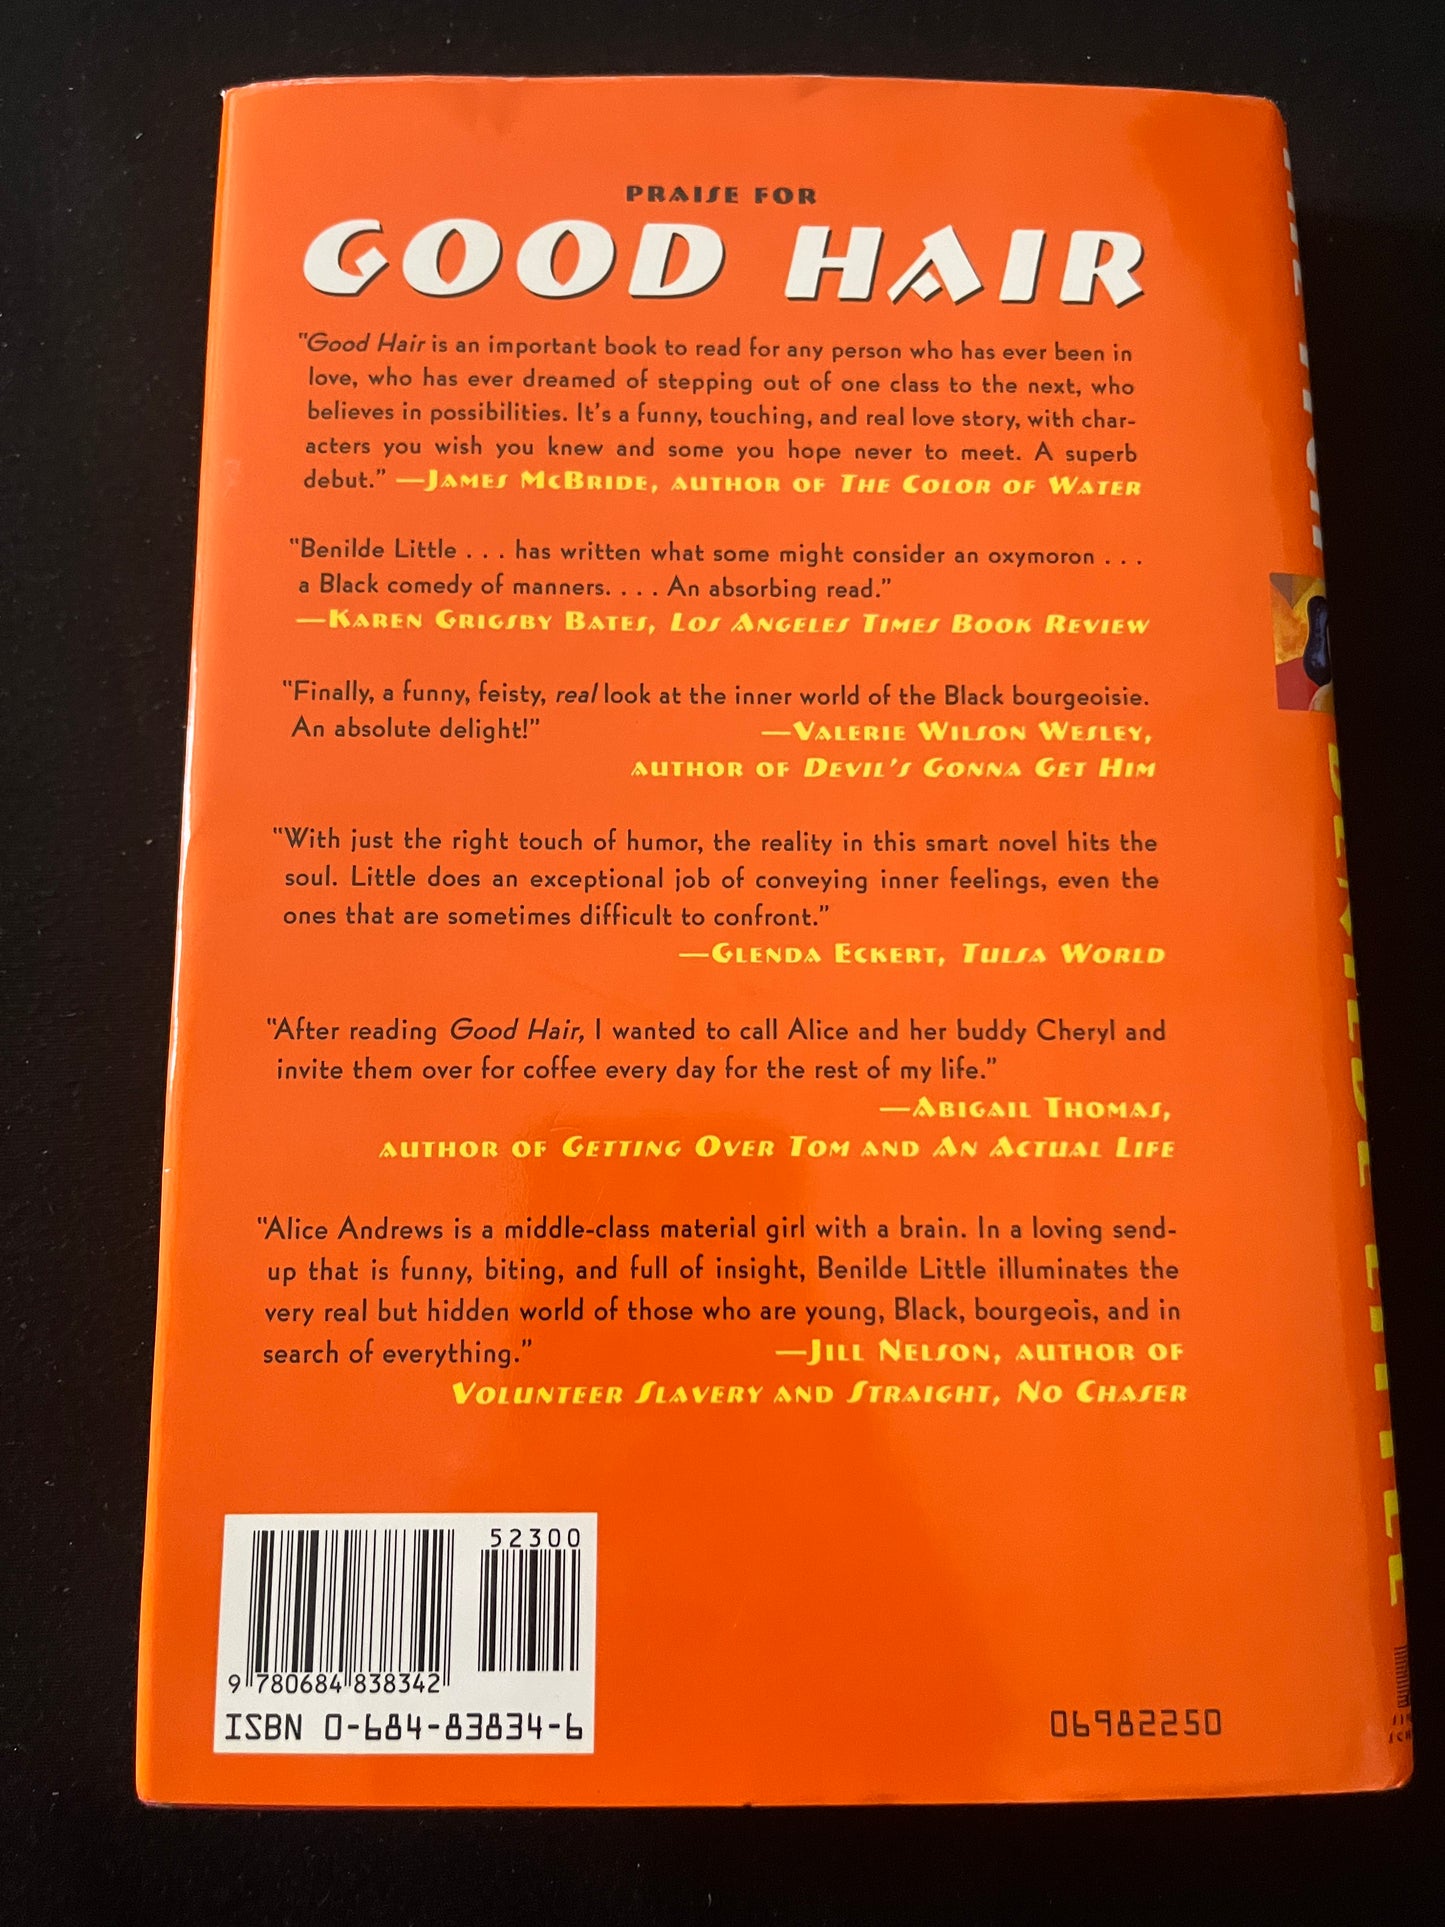 PRAISE FOR
GOOD HAIR
"Good Hair is an important book to read for any person who has ever been in
love, who has ever dreamed of stepping out of one class to the next, who
believes in possibilities. It's a funny, touching, and real love story, with char-
acters you wish you knew and some you hope never to meet. A superb
debut." —JAMES MCBRIDE, AUTHOR OF THE COLOR OF WATER
"Benilde Little . . . has written what some might consider an oxymoron . . .
a Black comedy of manners. . . . An absorbing read."
—KAREN GRIGSBY BATES, LOS ANGELES TIMES BOOK REVIEW
"Finally, a funny, feisty, real look at the inner world of the Black bourgeoisie.
An absolute delight!" —VALERIE WILSON WESLEY,
AUTHOR OF DEVIL'S GONNA GET HIM
"With just the right touch of humor, the reality in this smart novel hits the
soul. Little does an exceptional job of conveying inner feelings, even the
ones that are sometimes difficult to confront."
—GLENDA ECKERT, TULSA WORLD
"After reading Good Hair, I wanted to call Alice and her buddy Cheryl and
invite them over for coffee every day for the rest of my life."
—ABIGAIL THOMAS,
AUTHOR OF GETTING OVER TOM AND AN ACTUAL LIFE
"Alice Andrews is a middle-class material girl with a brain. In a loving send-
up that is funny, biting, and full of insight, Benilde Little illuminates the
very real but hidden world of those who are young, Black, bourgeois, and in
search of everything." —JILL NELSON, AUTHOR OF
VOLUNTEER SLAVERY AND STRAIGHT, NO CHASER
52300
9 780684 838342
ISBN 0-684-83834-6
06982250
BENILDE LITTLE